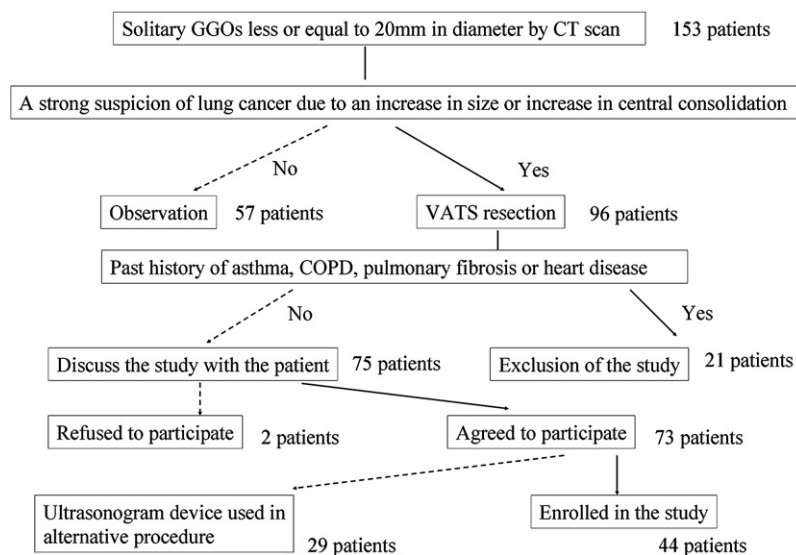 Solitary GGOs less or equal to 20mm in diameter by CT scan 153 patients
A strong suspicion of lung cancer due to an increase in size or increase in central consolidation
No Yes
Observation 57 patients VATS resection 96 patients
Past history of asthma, COPD, pulmonary fibrosis or heart disease
No Yes
Discuss the study with the patient 75 patients Exclusion of the study 21 patients
Refused to participate 2 patients Agreed to participate 73 patients
Ultrasonogram device used in
alternative procedure
29 patients
Enrolled in the study
44 patients